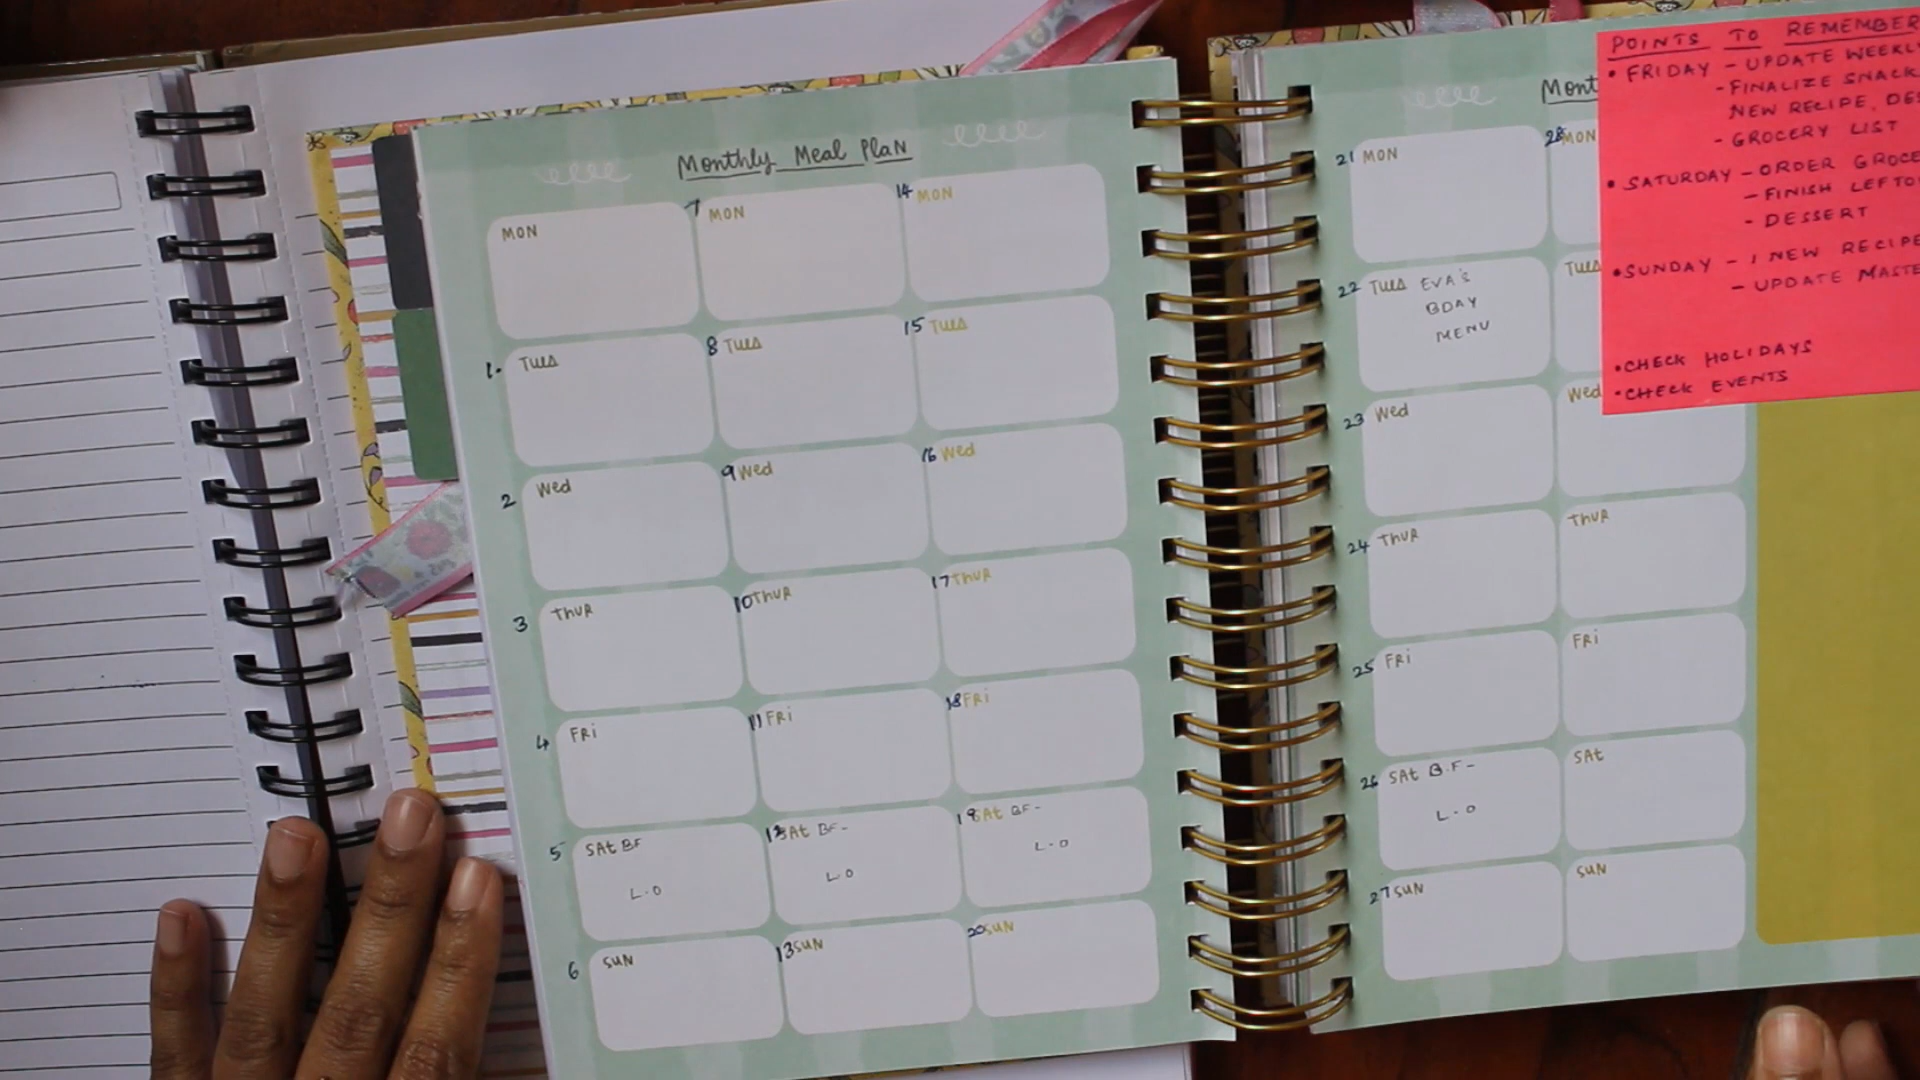 Monthly Meal Plan
MON
7 MON
14 MON
1. TUES
8 TUES
15 TUES
2 Wed
9 Wed
16 Wed
3 THUR
10 THUR
17 THUR
4 FRi
11 FRi
18 FRi
5 SAt BF
L.O
12 SAt BF-
L.O
19 SAt BF-
L.O
6 SUN
13 SUN
20 SUN
21 MON
28 MON
22 TUES EVA'S
BDAY
MENU
TUES
23 Wed
Wed
24 THUR
THUR
25 FRi
FRi
26 SAt B.F-
L.O
SAt
27 SUN
SUN
POINTS TO REMEMBER
• FRIDAY - UPDATE WEEKLY
- FINALIZE SNACK
NEW RECIPE,
- GROCERY LIST
• SATURDAY - ORDER
- FINISH
- DESSERT
• SUNDAY - 1 NEW RECIPE
- UPDATE
• CHECK HOLIDAYS
• CHECK EVENTS